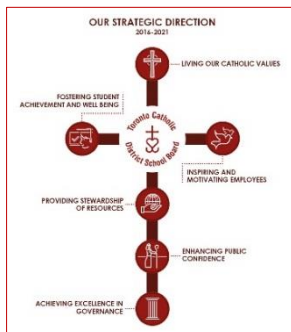 OUR STRATEGIC DIRECTION
2016-2021
LIVING OUR CATHOLIC VALUES
FOSTERING STUDENT
ACHIEVEMENT AND WELL BEING
Toronto Catholic
District School Board
INSPIRING AND
MOTIVATING EMPLOYEES
PROVIDING STEWARDSHIP
OF RESOURCES
ENHANCING PUBLIC
CONFIDENCE
ACHIEVING EXCELLENCE IN
GOVERNANCE